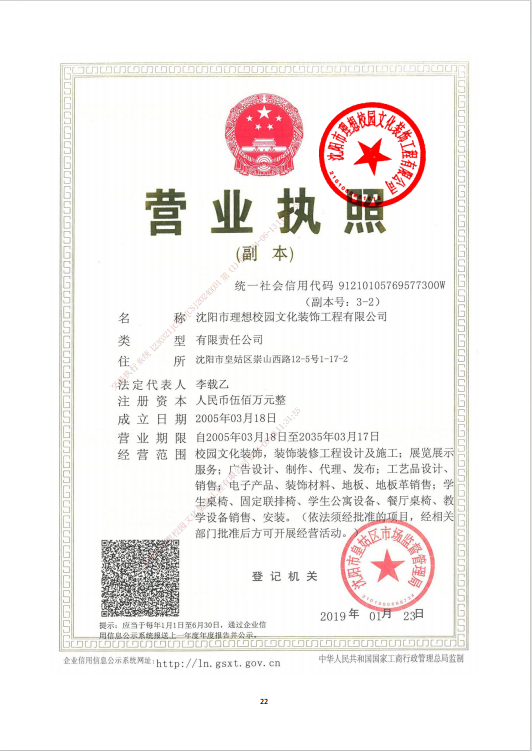 沈阳市理想校园文化装饰工程有限公司
营业执照
(副 本)
统一社会信用代码 91210105769577300W
(副本号: 3-2)
名 称 沈阳市理想校园文化装饰工程有限公司
类 型 有限责任公司
住 所 沈阳市皇姑区崇山西路12-5号1-17-2
法定代表人 李载乙
注册资本 人民币伍佰万元整
成立日期 2005年03月18日
营业期限 自2005年03月18日至2035年03月17日
经营范围 校园文化装饰,装饰装修工程设计及施工;展览展示
服务;广告设计、制作、代理、发布;工艺品设计、
销售;电子产品、装饰材料、地板、地板革销售;学
生桌椅、固定联排椅、学生公寓设备、餐厅桌椅、教
学设备销售、安装。(依法须经批准的项目,经相关
部门批准后方可开展经营活动。)
沈阳市皇姑区市场监督管理局
登记机关
2019年 01月 23日
提示:应当于每年1月1日至6月30日,通过企业信
用信息公示系统报送上一年度年度报告并公示。
企业信用信息公示系统网址:http://ln.gsxt.gov.cn
中华人民共和国国家工商行政管理总局监制
22